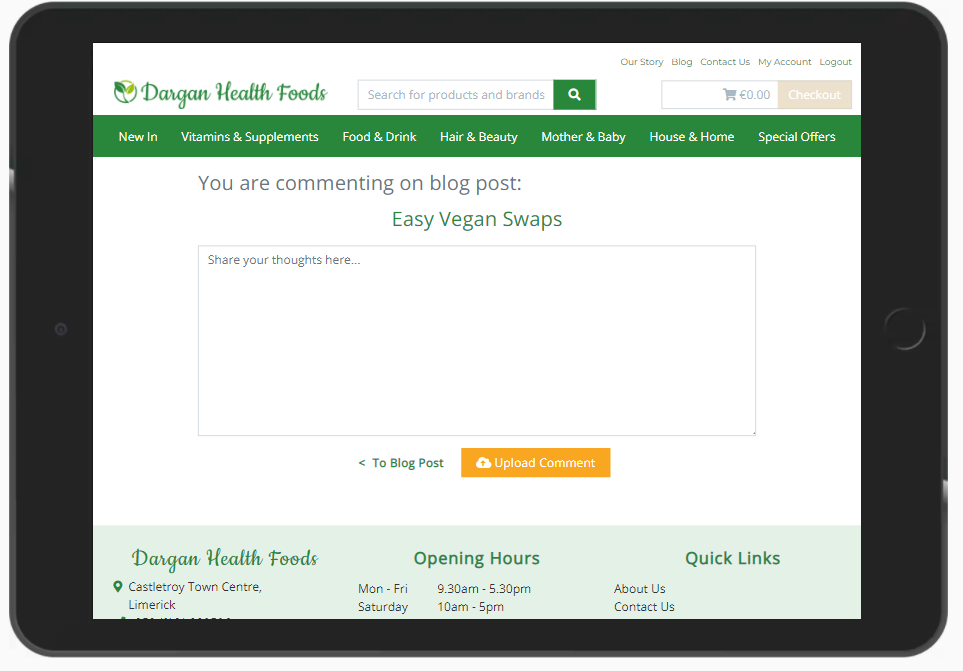 Our Story Blog Contact Us My Account Logout
Dargan Health Foods Search for products and brands €0.00 Checkout
New In Vitamins & Supplements Food & Drink Hair & Beauty Mother & Baby House & Home Special Offers
You are commenting on blog post:
Easy Vegan Swaps
Share your thoughts here...
< To Blog Post Upload Comment
Dargan Health Foods Opening Hours Quick Links
Castletroy Town Centre, Mon - Fri 9.30am - 5.30pm About Us
Limerick Saturday 10am - 5pm Contact Us